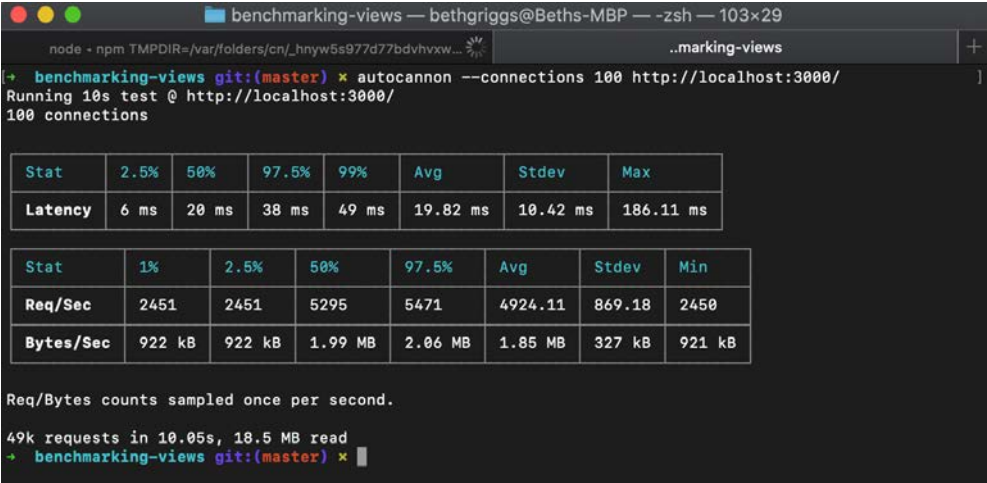 benchmarking-views — bethgriggs@Beths-MBP — -zsh — 103×29
node ◂ npm TMPDIR=/var/folders/cn/_hnyw5s977d77bdvhvxw... ..marking-views +
[→ benchmarking-views git:(master) ✗ autocannon --connections 100 http://localhost:3000/ ]
Running 10s test @ http://localhost:3000/
100 connections
Stat 2.5% 50% 97.5% 99% Avg Stdev Max
Latency 6 ms 20 ms 38 ms 49 ms 19.82 ms 10.42 ms 186.11 ms
Stat 1% 2.5% 50% 97.5% Avg Stdev Min
Req/Sec 2451 2451 5295 5471 4924.11 869.18 2450
Bytes/Sec 922 kB 922 kB 1.99 MB 2.06 MB 1.85 MB 327 kB 921 kB
Req/Bytes counts sampled once per second.
49k requests in 10.05s, 18.5 MB read
→ benchmarking-views git:(master) ✗